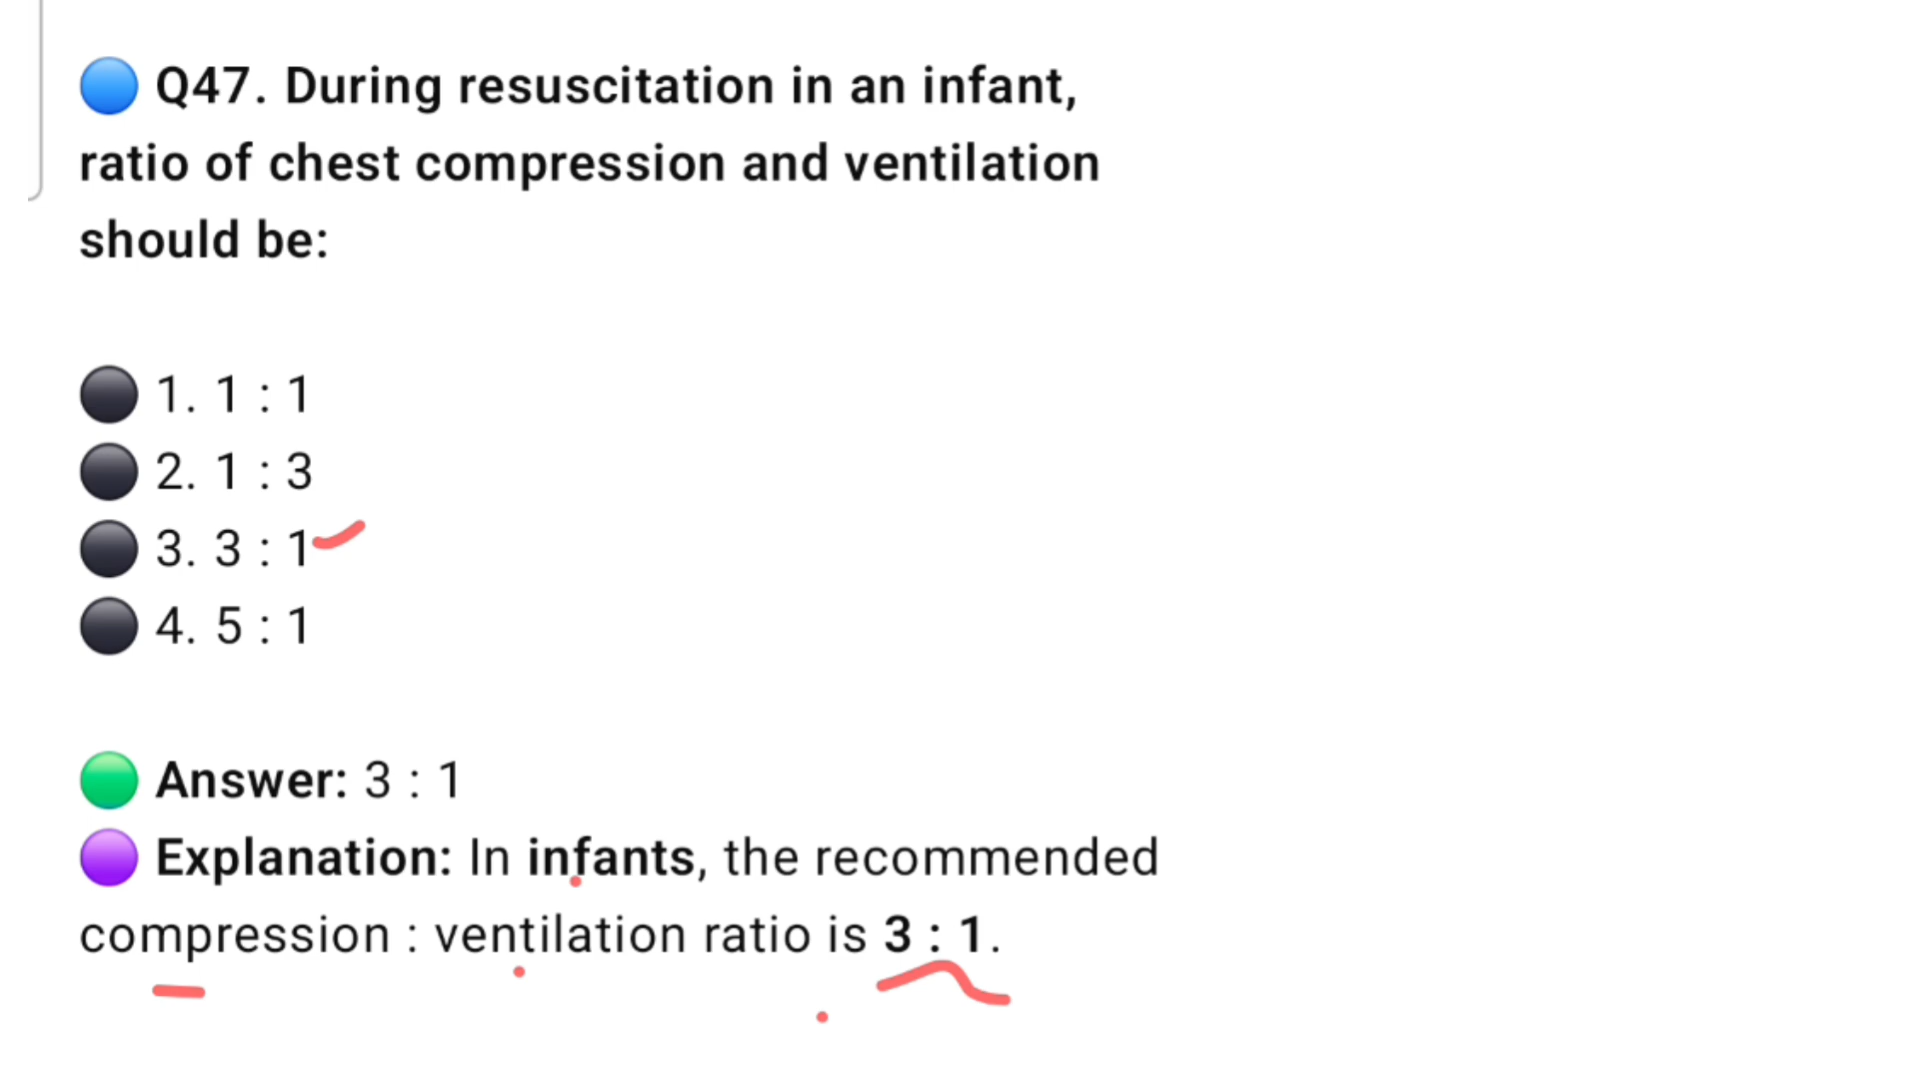 🔵 Q47. During resuscitation in an infant,
ratio of chest compression and ventilation
should be:
⚫ 1. 1 : 1
⚫ 2. 1 : 3
⚫ 3. 3 : 1
⚫ 4. 5 : 1
🟢 Answer: 3 : 1
🟣 Explanation: In infants, the recommended
compression : ventilation ratio is 3 : 1.